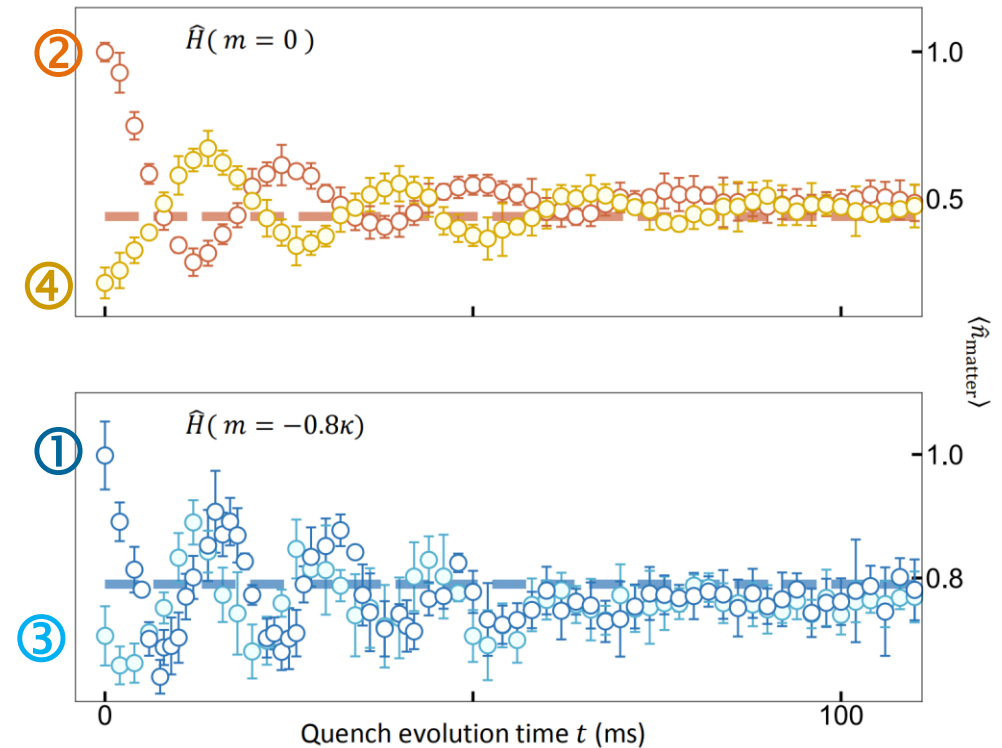 ②
Ĥ( m = 0 )
1.0
0.5
④
⟨n̂matter⟩
①
Ĥ( m = −0.8κ)
1.0
0.8
③
0
100
Quench evolution time t (ms)